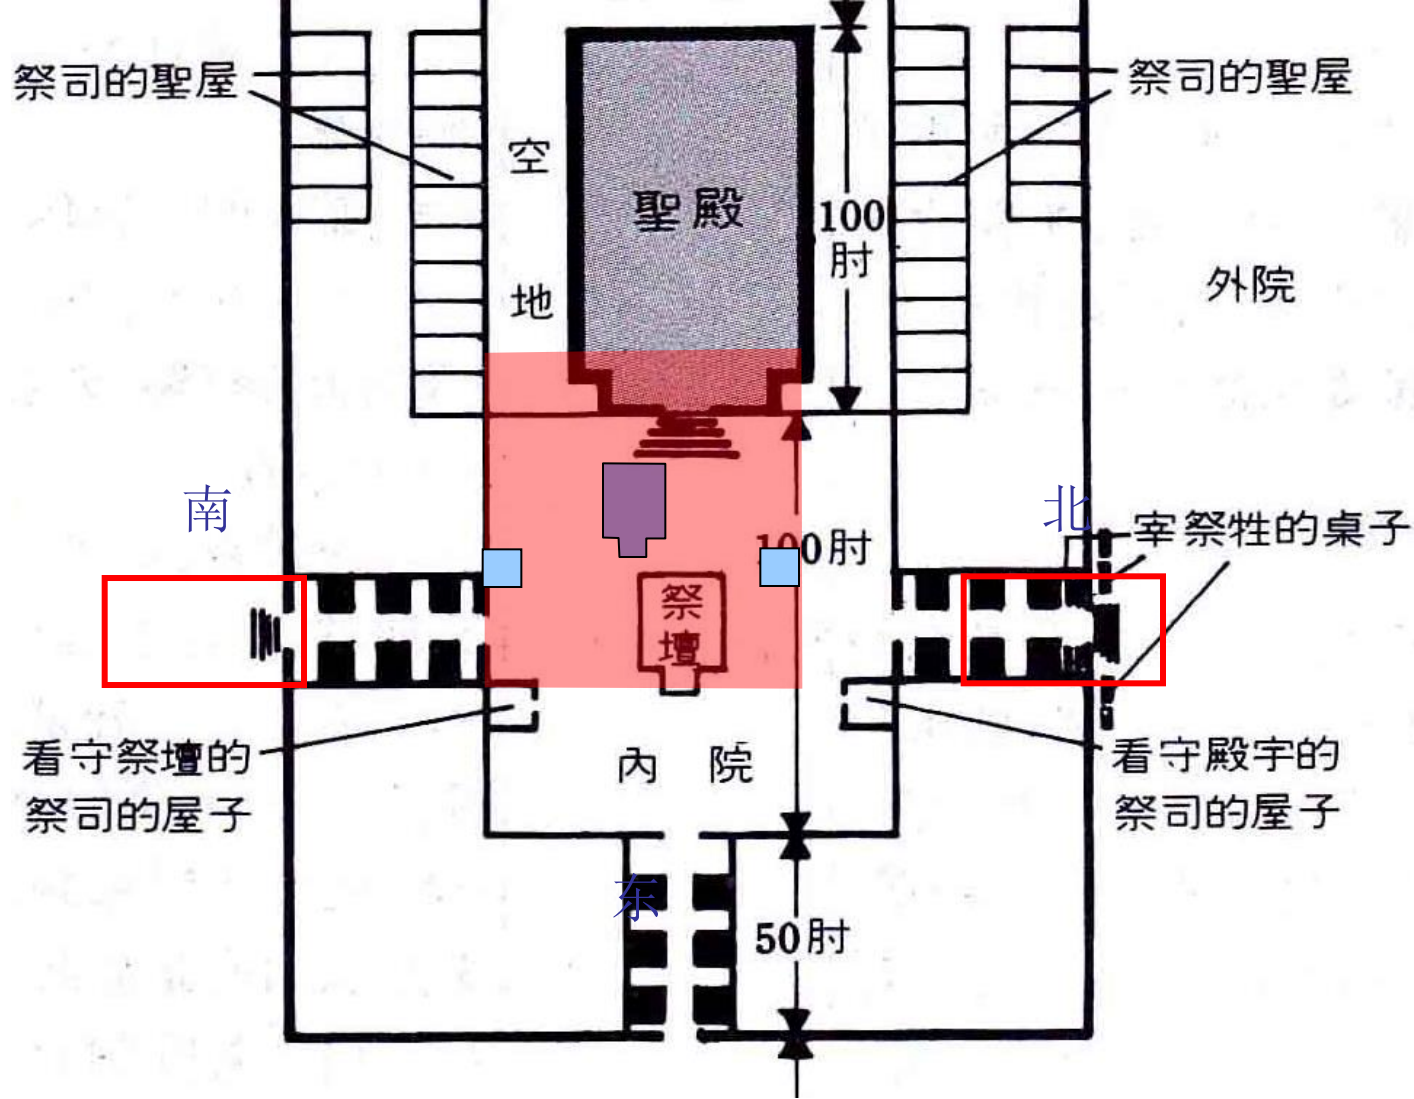 祭司的聖屋
祭司的聖屋
空地
聖殿
100
肘
外院
南
北
宰祭牲的桌子
100肘
祭壇
看守祭壇的
祭司的屋子
內院
看守殿宇的
祭司的屋子
东
50肘